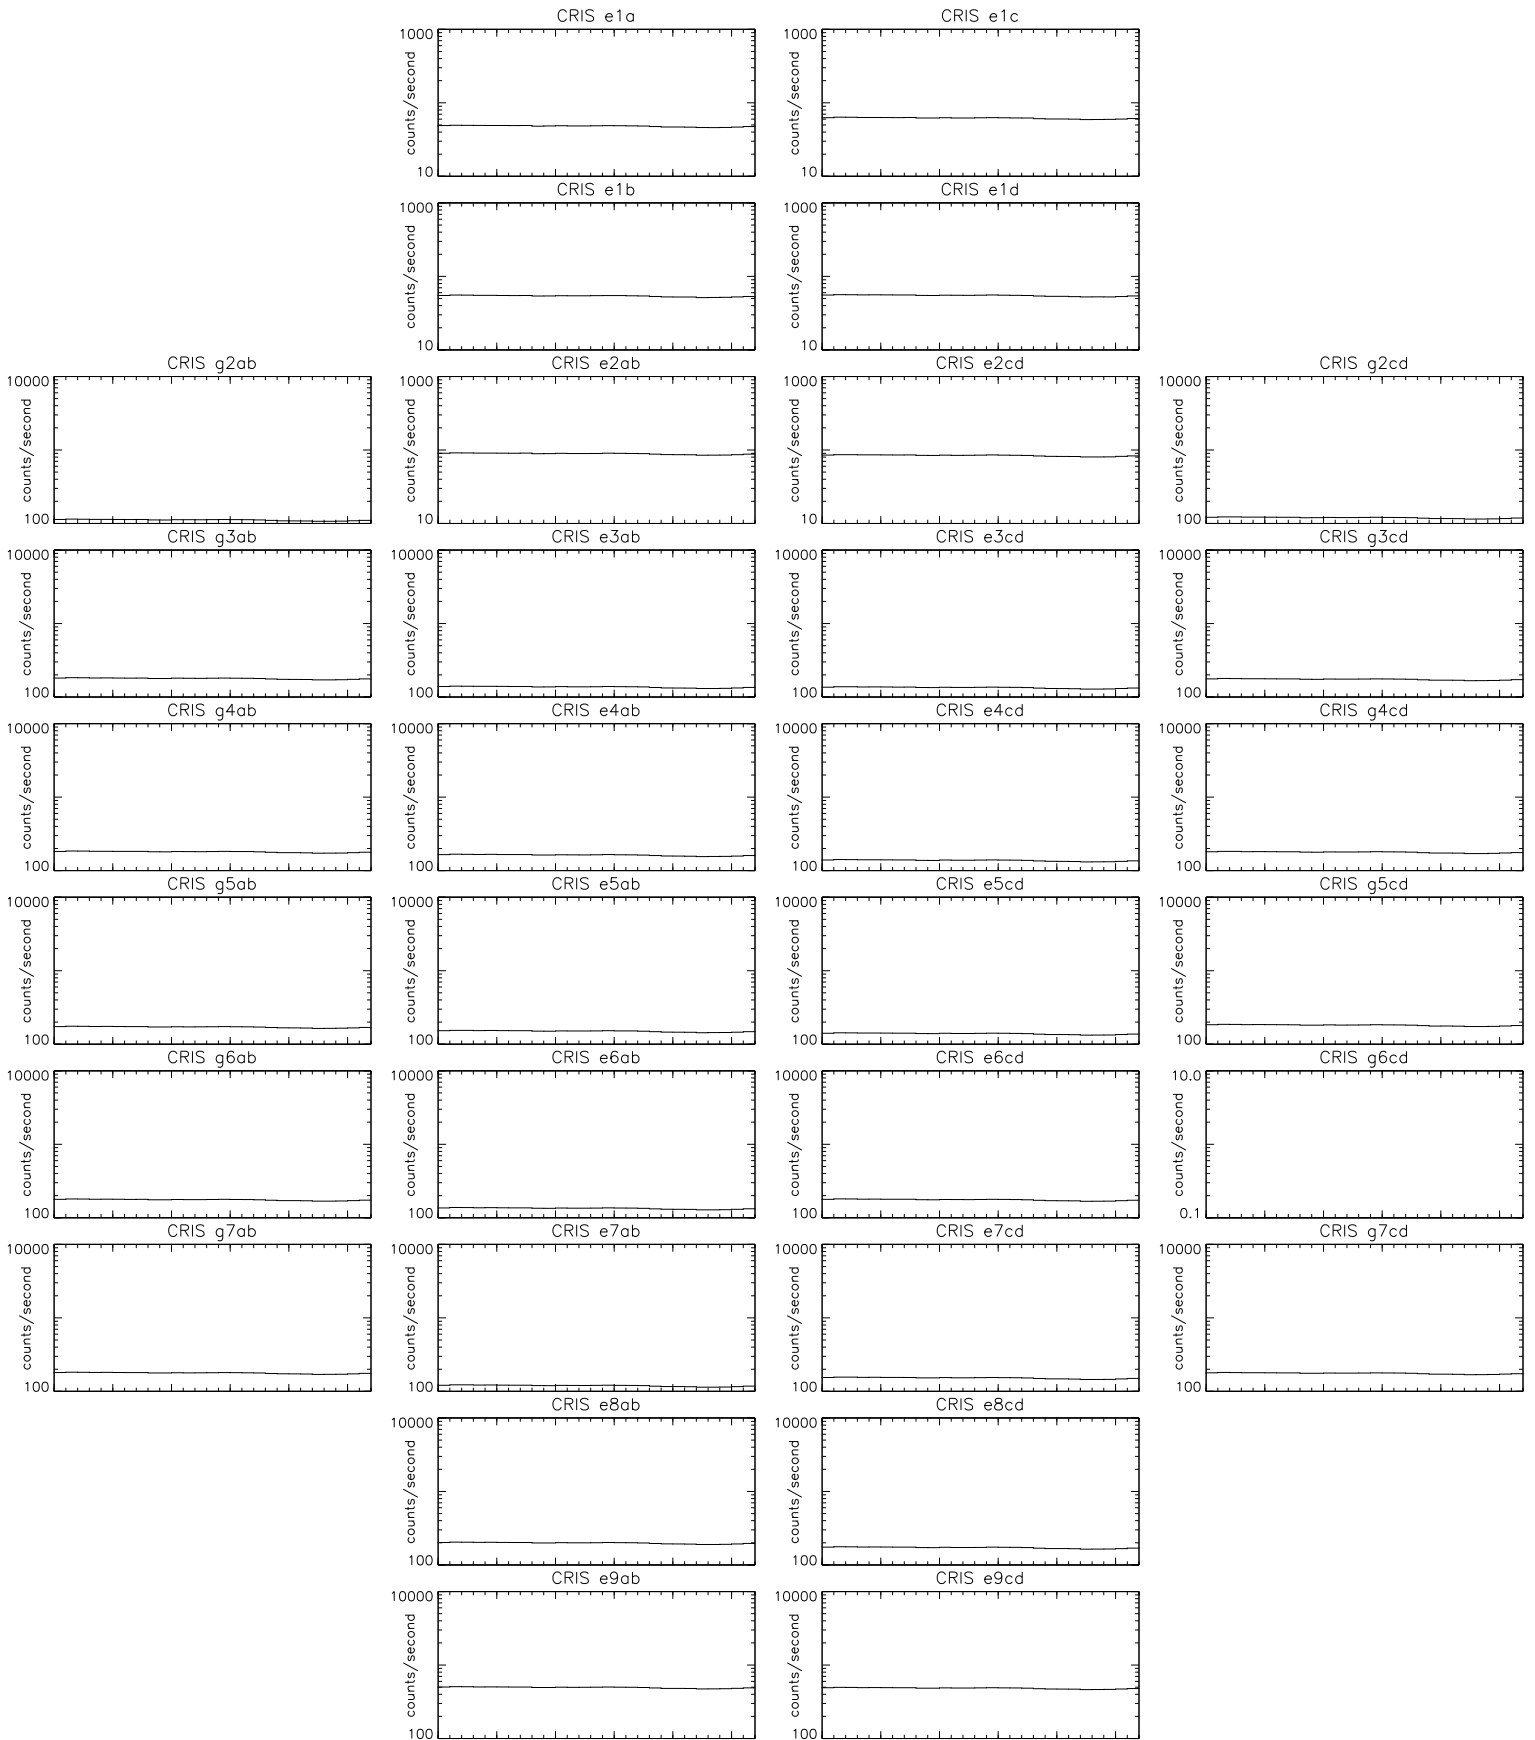 CRIS e1a
1000
counts/second
10
CRIS e1c
1000
counts/second
10
CRIS e1b
1000
counts/second
10
CRIS e1d
1000
counts/second
10
CRIS g2ab
10000
counts/second
100
CRIS e2ab
1000
counts/second
10
CRIS e2cd
1000
counts/second
10
CRIS g2cd
10000
counts/second
100
CRIS g3ab
10000
counts/second
100
CRIS e3ab
10000
counts/second
100
CRIS e3cd
10000
counts/second
100
CRIS g3cd
10000
counts/second
100
CRIS g4ab
10000
counts/second
100
CRIS e4ab
10000
counts/second
100
CRIS e4cd
10000
counts/second
100
CRIS g4cd
10000
counts/second
100
CRIS g5ab
10000
counts/second
100
CRIS e5ab
10000
counts/second
100
CRIS e5cd
10000
counts/second
100
CRIS g5cd
10000
counts/second
100
CRIS g6ab
10000
counts/second
100
CRIS e6ab
10000
counts/second
100
CRIS e6cd
10000
counts/second
100
CRIS g6cd
10.0
counts/second
0.1
CRIS g7ab
10000
counts/second
100
CRIS e7ab
10000
counts/second
100
CRIS e7cd
10000
counts/second
100
CRIS g7cd
10000
counts/second
100
CRIS e8ab
10000
counts/second
100
CRIS e8cd
10000
counts/second
100
CRIS e9ab
10000
counts/second
100
CRIS e9cd
10000
counts/second
100